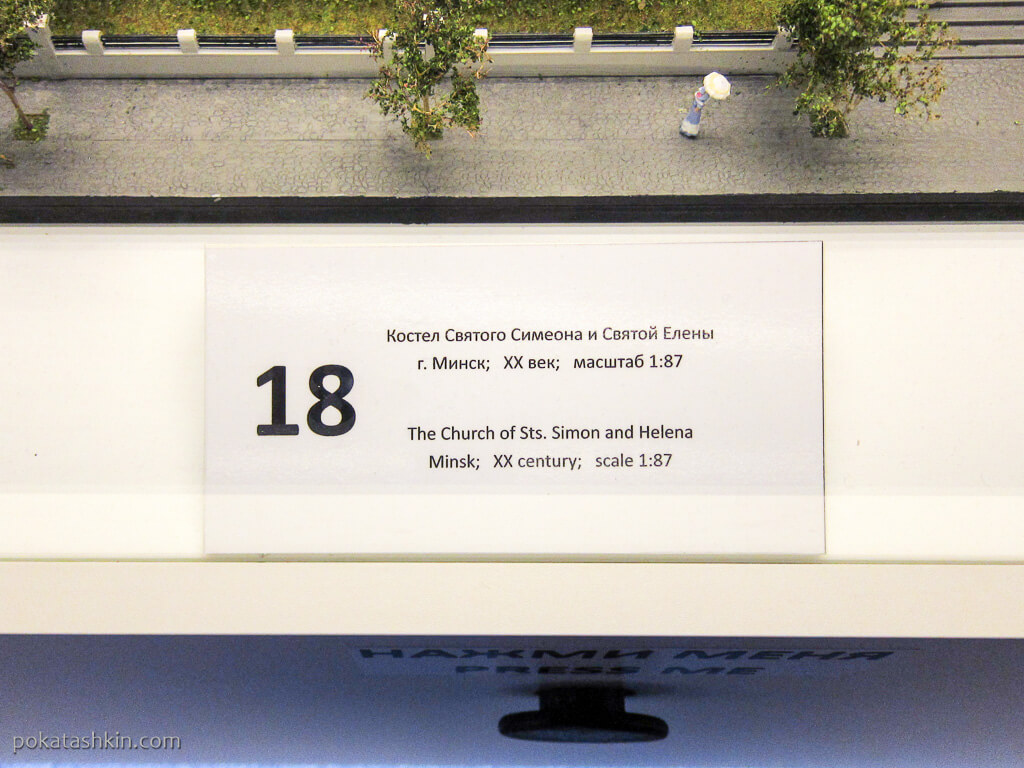 18
Костел Святого Симеона и Святой Елены
г. Минск; XX век; масштаб 1:87
The Church of Sts. Simon and Helena
Minsk; XX century; scale 1:87
НАЖМИ МЕНЯ
PRESS ME
pokatashkin.com